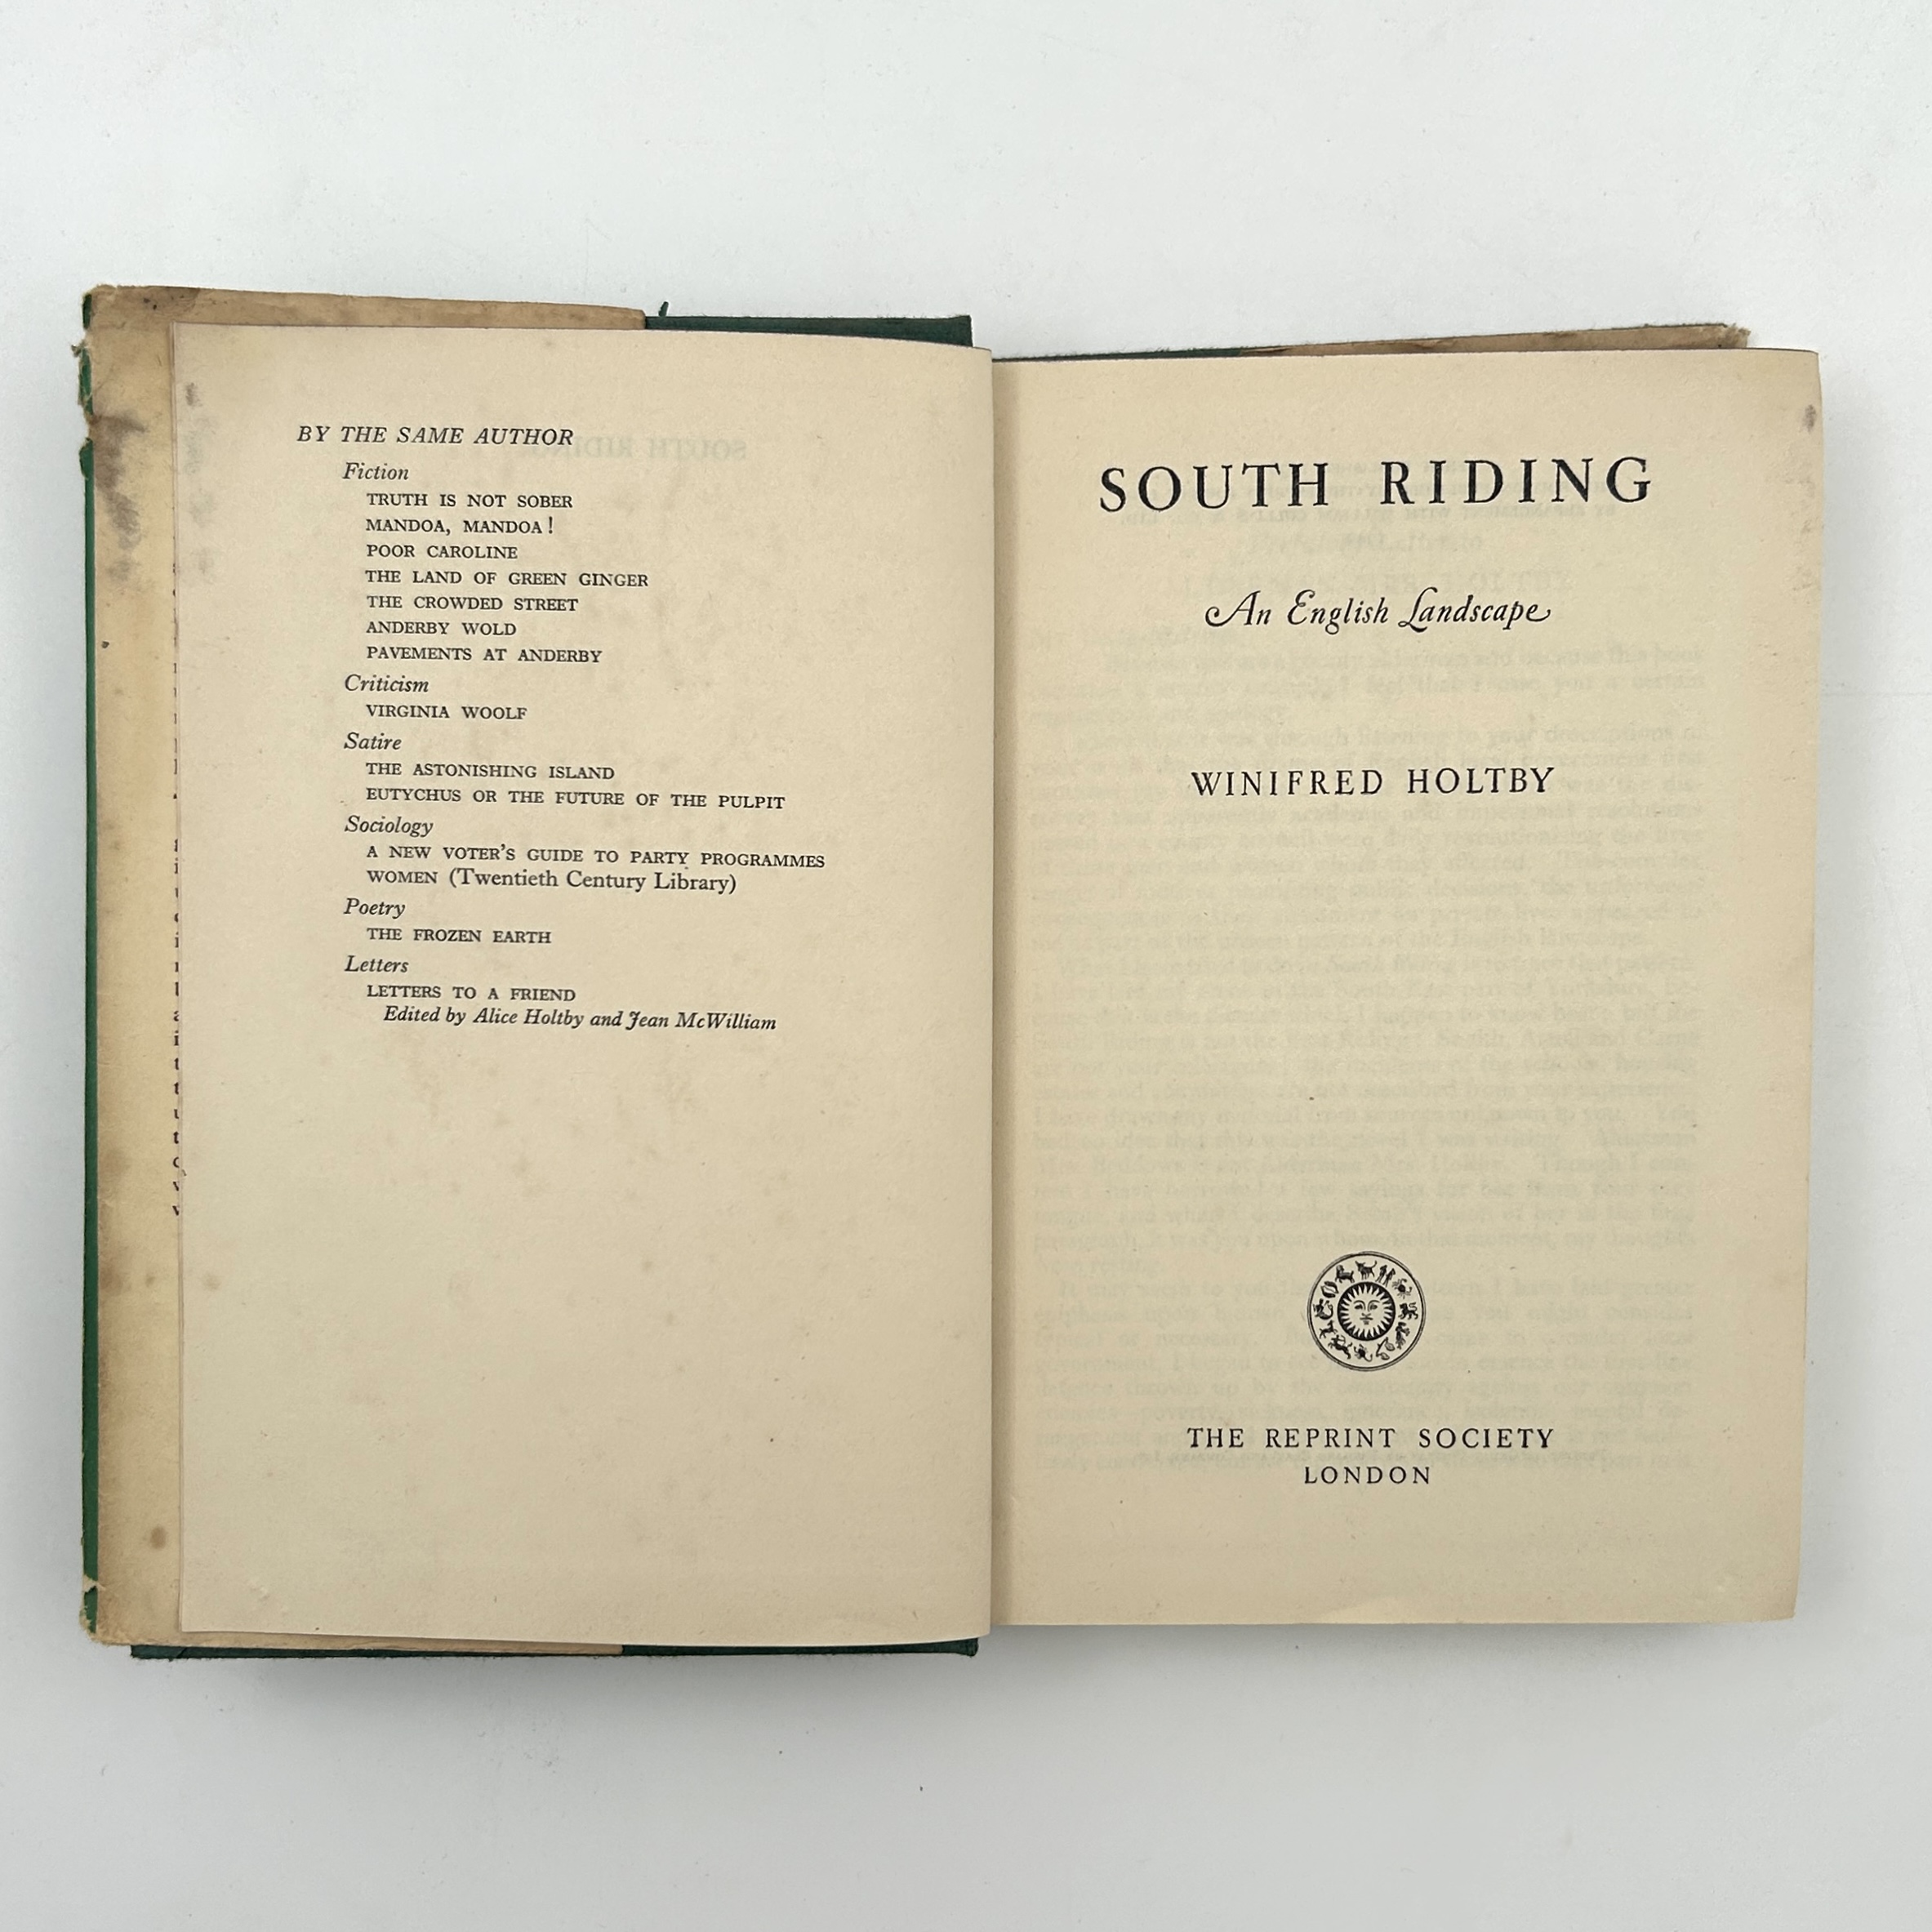 BY THE SAME AUTHOR
Fiction
TRUTH IS NOT SOBER
MANDOA, MANDOA!
POOR CAROLINE
THE LAND OF GREEN GINGER
THE CROWDED STREET
ANDERBY WOLD
PAVEMENTS AT ANDERBY
Criticism
VIRGINIA WOOLF
Satire
THE ASTONISHING ISLAND
EUTYCHUS OR THE FUTURE OF THE PULPIT
Sociology
A NEW VOTER'S GUIDE TO PARTY PROGRAMMES
WOMEN (Twentieth Century Library)
Poetry
THE FROZEN EARTH
Letters
LETTERS TO A FRIEND
Edited by Alice Holtby and Jean McWilliam
SOUTH RIDING
An English Landscape
WINIFRED HOLTBY
THE REPRINT SOCIETY
LONDON